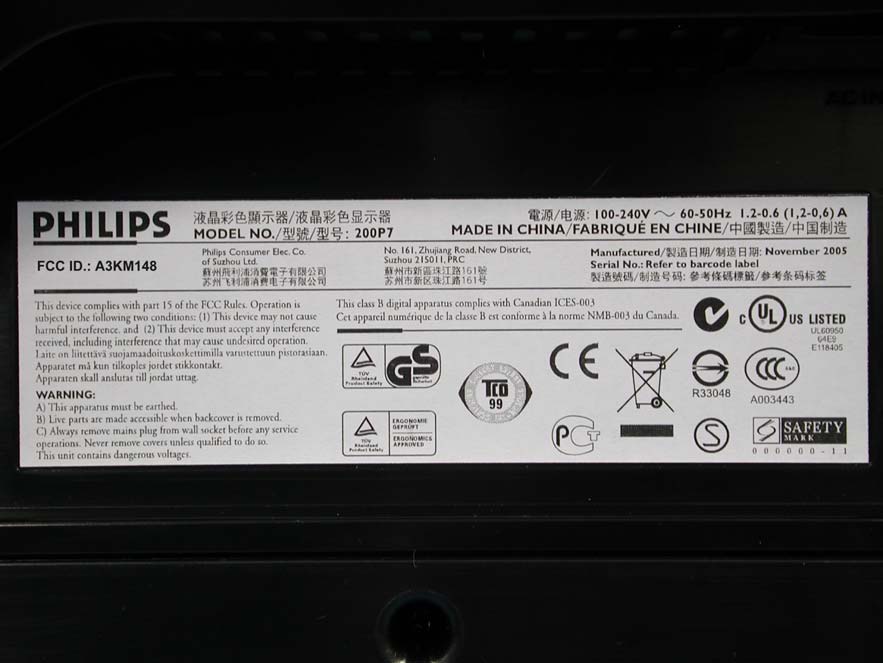 AC IN
PHILIPS
液晶彩色顯示器/液晶彩色显示器
MODEL NO./型號/型号: 200P7
電源/电源: 100-240V ～ 60-50Hz 1.2-0.6 (1,2-0,6) A
MADE IN CHINA/FABRIQUÉ EN CHINE/中國製造/中国制造
FCC ID.: A3KM148
Philips Consumer Elec. Co.
of Suzhou Ltd.
蘇州飛利浦消費電子有限公司
苏州飞利浦消费电子有限公司
No. 161, Zhujiang Road, New District,
Suzhou 215011, PRC
蘇州市新區珠江路161號
苏州市新区珠江路161号
Manufactured/製造日期/制造日期: November 2005
Serial No.: Refer to barcode label
製造號碼/制造号码: 參考條碼標籤/参考条码标签
This device complies with part 15 of the FCC Rules. Operation is
subject to the following two conditions: (1) This device may not cause
harmful interference, and (2) This device must accept any interference
received, including interference that may cause undesired operation.
Laite on liitettävä suojamaadoituskoskettimilla varustettuun pistorasiaan.
Apparatet må kun tilkoples jordet stikkontakt.
Apparaten skall anslutas till jordat uttag.
WARNING:
A) This apparatus must be earthed.
B) Live parts are made accessible when backcover is removed.
C) Always remove mains plug from wall socket before any service
operations. Never remove covers unless qualified to do so.
This unit contains dangerous voltages.
This class B digital apparatus complies with Canadian ICES-003
Cet apparail numérique de la classe B est conforme à la norme NMB-003 du Canada.
C UL US LISTED
UL60950
64E9
E118405
TÜV
Rheinland
Product Safety
GS
geprüfte
Sicherheit
TCO
99
CE
R33048
CCC
S&E
A003443
TÜV
Rheinland
Product Safety
ERGONOMIE
GEPRÜFT
ERGONOMICS
APPROVED
PCT
S
S SAFETY
MARK
000000-11